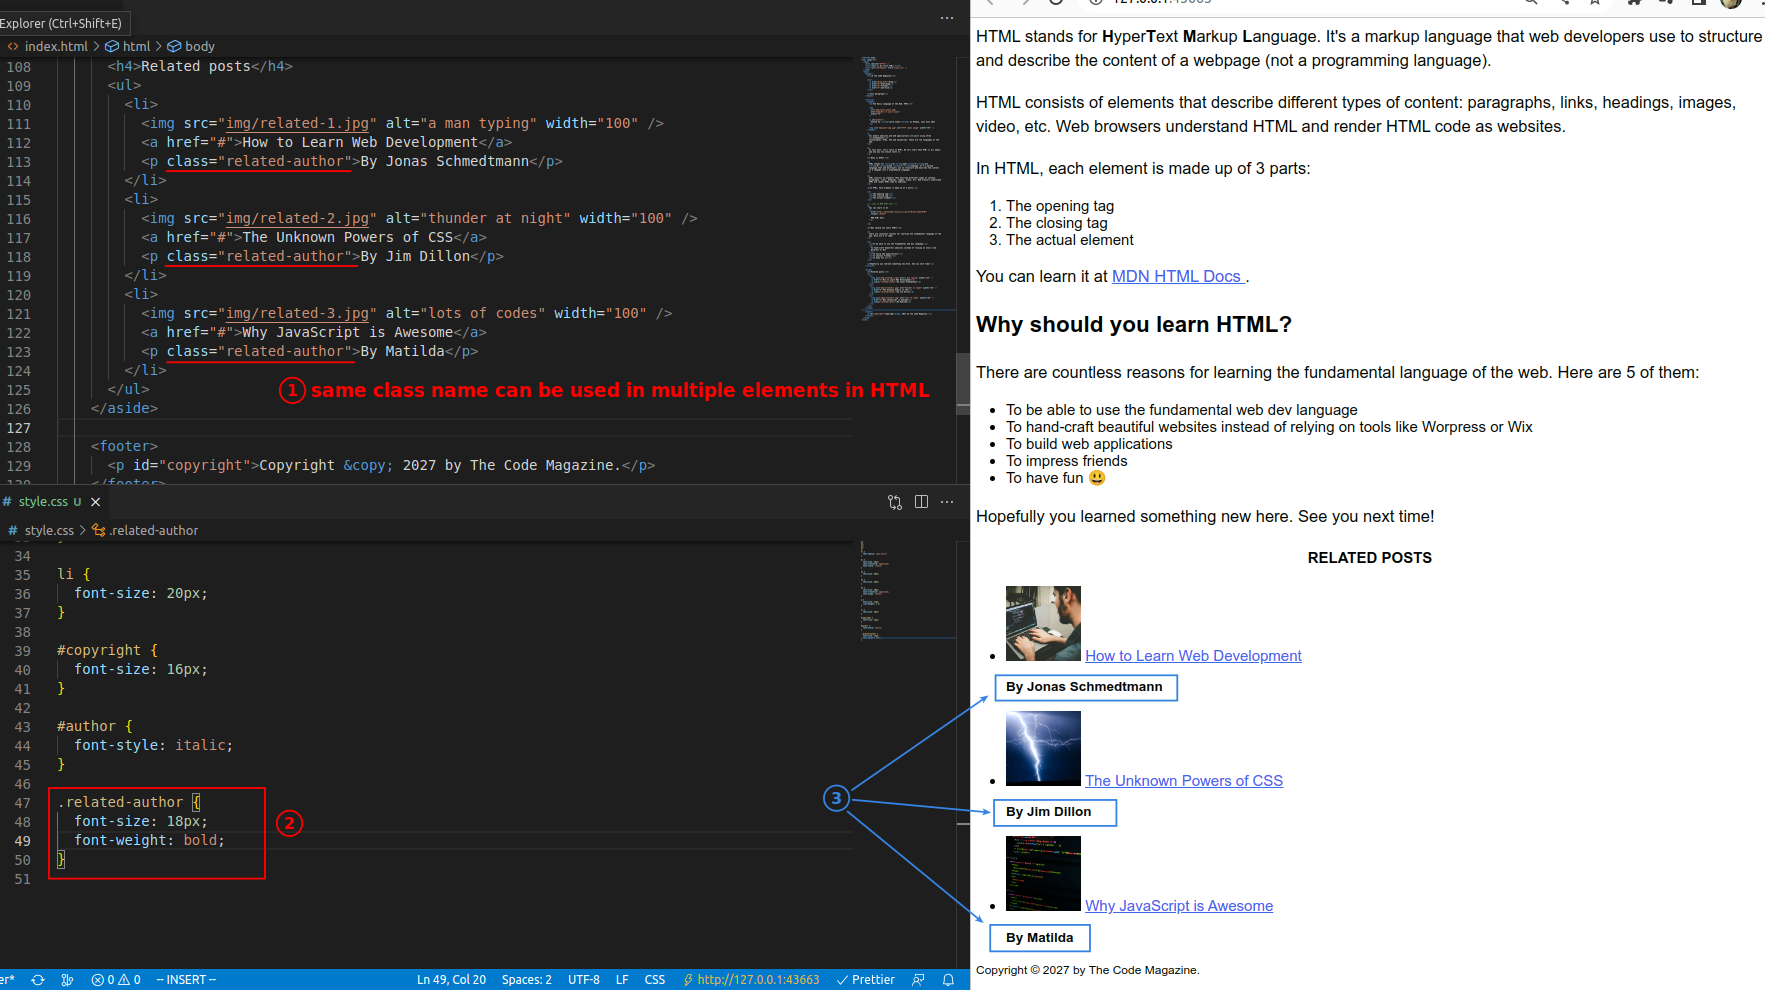 Explorer (Ctrl+Shift+E)
index.html > html > body
108 <h4>Related posts</h4>
109 <ul>
110 <li>
111 <img src="img/related-1.jpg" alt="a man typing" width="100" />
112 <a href="#">How to Learn Web Development</a>
113 <p class="related-author">By Jonas Schmedtmann</p>
114 </li>
115 <li>
116 <img src="img/related-2.jpg" alt="thunder at night" width="100" />
117 <a href="#">The Unknown Powers of CSS</a>
118 <p class="related-author">By Jim Dillon</p>
119 </li>
120 <li>
121 <img src="img/related-3.jpg" alt="lots of codes" width="100" />
122 <a href="#">Why JavaScript is Awesome</a>
123 <p class="related-author">By Matilda</p>
124 </li>
125 </ul>
1 same class name can be used in multiple elements in HTML
126 </aside>
127
128 <footer>
129 <p id="copyright">Copyright &copy; 2027 by The Code Magazine.</p>
</footer>
# style.css U
# style.css > .related-author
34
35 li {
36 font-size: 20px;
37 }
38
39 #copyright {
40 font-size: 16px;
41 }
42
43 #author {
44 font-style: italic;
45 }
46
47 .related-author {
48 font-size: 18px;
2
49 font-weight: bold;
50 }
51
3
er* 0 0 -- INSERT -- Ln 49, Col 20 Spaces: 2 UTF-8 LF CSS http://127.0.0.1:43663 Prettier
127.0.0.1:43663
HTML stands for HyperText Markup Language. It's a markup language that web developers use to structure
and describe the content of a webpage (not a programming language).
HTML consists of elements that describe different types of content: paragraphs, links, headings, images,
video, etc. Web browsers understand HTML and render HTML code as websites.
In HTML, each element is made up of 3 parts:
1. The opening tag
2. The closing tag
3. The actual element
You can learn it at MDN HTML Docs .
Why should you learn HTML?
There are countless reasons for learning the fundamental language of the web. Here are 5 of them:
• To be able to use the fundamental web dev language
• To hand-craft beautiful websites instead of relying on tools like Worpress or Wix
• To build web applications
• To impress friends
• To have fun 😃
Hopefully you learned something new here. See you next time!
RELATED POSTS
• How to Learn Web Development
By Jonas Schmedtmann
• The Unknown Powers of CSS
By Jim Dillon
• Why JavaScript is Awesome
By Matilda
Copyright © 2027 by The Code Magazine.